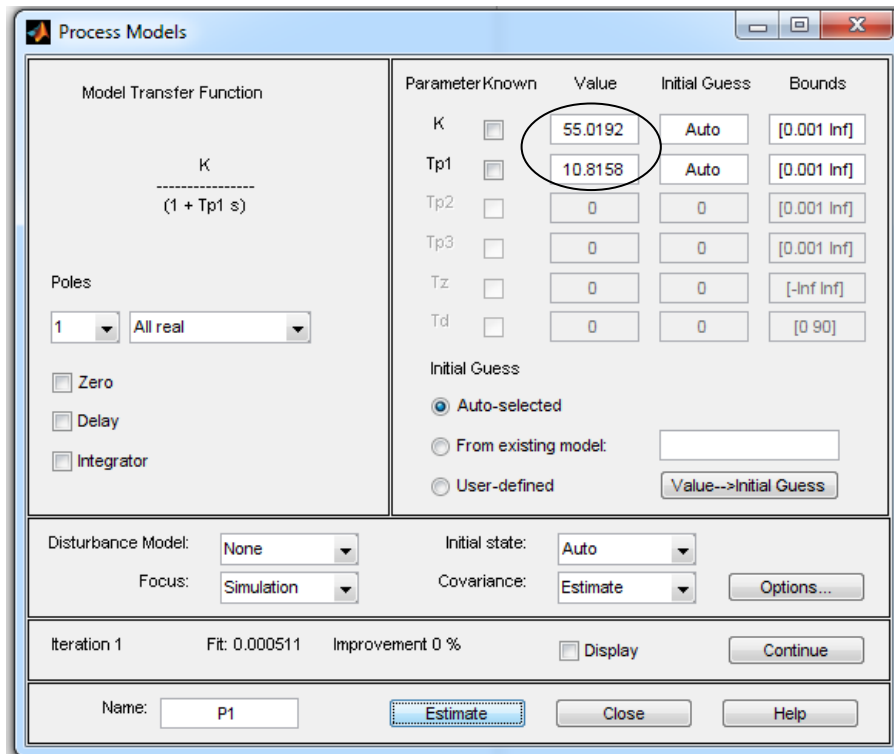 Process Models
Model Transfer Function
K
----------------
(1 + Tp1 s)
Poles
1 All real
Zero
Delay
Integrator
Parameter Known Value Initial Guess Bounds
K 55.0192 Auto [0.001 Inf]
Tp1 10.8158 Auto [0.001 Inf]
Tp2 0 0 [0.001 Inf]
Tp3 0 0 [0.001 Inf]
Tz 0 0 [-Inf Inf]
Td 0 0 [0 90]
Initial Guess
Auto-selected
From existing model:
User-defined Value-->Initial Guess
Disturbance Model: None Initial state: Auto
Focus: Simulation Covariance: Estimate Options...
Iteration 1 Fit: 0.000511 Improvement 0 % Display Continue
Name: P1 Estimate Close Help